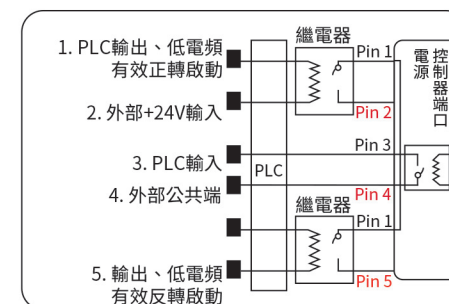 1. PLC輸出、低電頻
有效正轉啟動
2. 外部+24V輸入
3. PLC輸入
4. 外部公共端
5. 輸出、低電頻
有效反轉啟動
PLC
繼電器
Pin 1
Pin 2
Pin 3
Pin 4
繼電器
Pin 1
Pin 5
控制器端口
電源